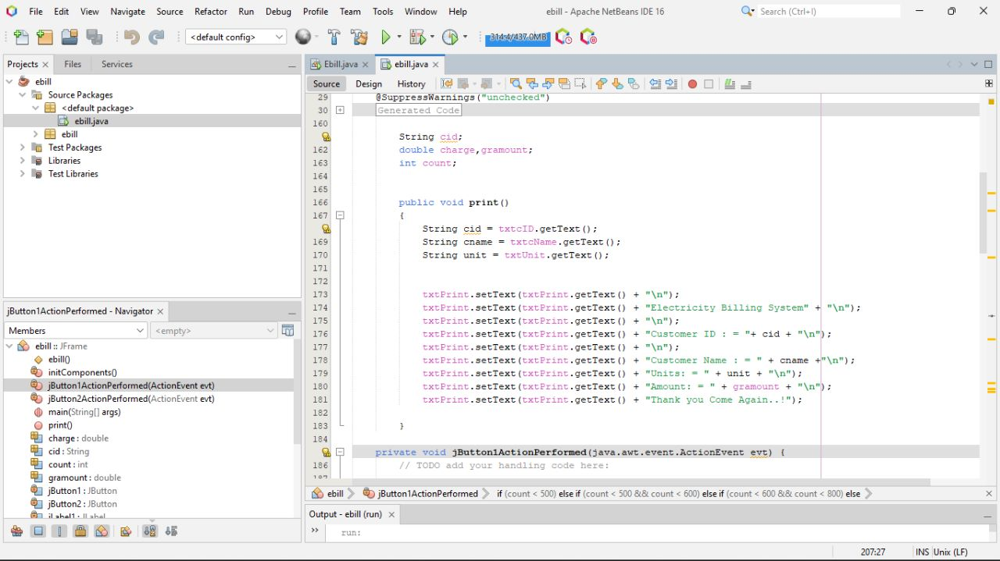 File Edit View Navigate Source Refactor Run Debug Profile Team Tools Window Help ebill - Apache NetBeans IDE 16 Search (Ctrl+I)
<default config> 314.4/437.0MB
Projects Files Services
ebill
Source Packages
<default package>
ebill.java
ebill
Test Packages
Libraries
Test Libraries
jButton1ActionPerformed - Navigator
Members <empty>
ebill :: JFrame
ebill()
initComponents()
jButton1ActionPerformed(ActionEvent evt)
jButton2ActionPerformed(ActionEvent evt)
main(String[] args)
print()
charge : double
cid : String
count : int
gramount : double
jButton1 : JButton
jButton2 : JButton
jLabel1 : JLabel
Ebill.java ebill.java
Source Design History
29 @SuppressWarnings("unchecked")
30 Generated Code
160
String cid;
162 double charge,gramount;
163 int count;
164
165
166 public void print()
167 {
String cid = txtcID.getText();
169 String cname = txtcName.getText();
170 String unit = txtUnit.getText();
171
172
173 txtPrint.setText(txtPrint.getText() + "\n");
174 txtPrint.setText(txtPrint.getText() + "Electricity Billing System" + "\n");
175 txtPrint.setText(txtPrint.getText() + "\n");
176 txtPrint.setText(txtPrint.getText() + "Customer ID : = "+ cid + "\n");
177 txtPrint.setText(txtPrint.getText() + "\n");
178 txtPrint.setText(txtPrint.getText() + "Customer Name : = " + cname +"\n");
179 txtPrint.setText(txtPrint.getText() + "Units: = " + unit + "\n");
180 txtPrint.setText(txtPrint.getText() + "Amount: = " + gramount + "\n");
181 txtPrint.setText(txtPrint.getText() + "Thank you Come Again..!");
182
183 }
184
private void jButton1ActionPerformed(java.awt.event.ActionEvent evt) {
186 // TODO add your handling code here:
187
ebill jButton1ActionPerformed if (count < 500) else if (count < 500 && count < 600) else if (count < 600 && count < 800) else
Output - ebill (run)
run:
207:27 INS Unix (LF)